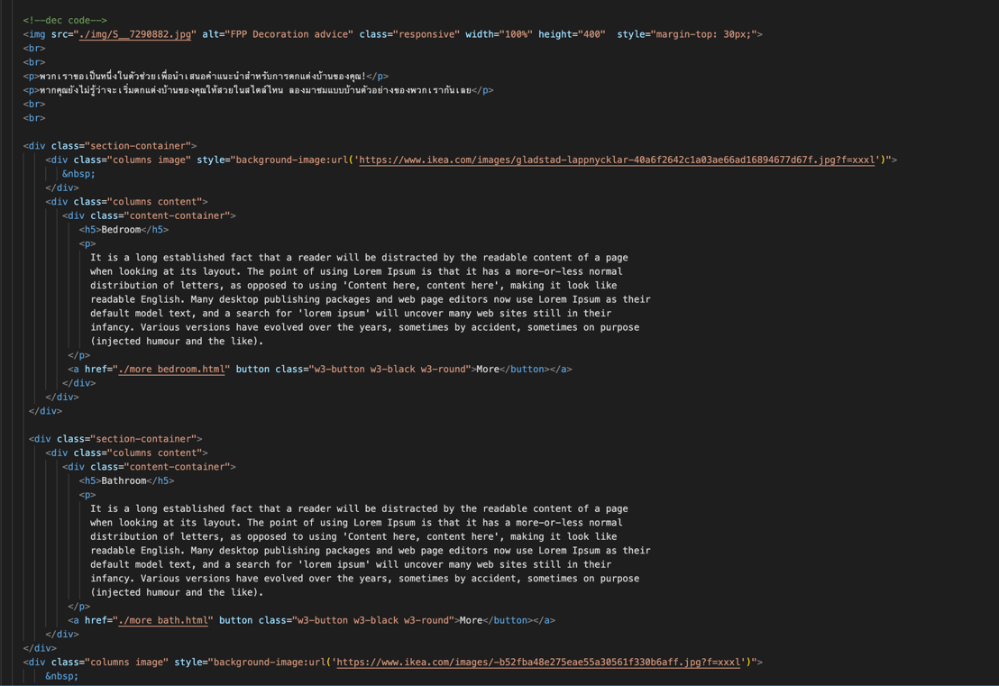 <!--dec code-->
<img src="./img/S__7290882.jpg" alt="FPP Decoration advice" class="responsive" width="100%" height="400"  style="margin-top: 30px;">
<br>
<br>
<p>พวกเราขอเป็นหนึ่งในตัวช่วยเพื่อนำเสนอคำแนะนำสำหรับการตกแต่งบ้านของคุณ!</p>
<p>หากคุณยังไม่รู้ว่าจะเริ่มตกแต่งบ้านของคุณให้สวยในสไตล์ไหน ลองมาชมแบบบ้านตัวอย่างของพวกเรากันเลย</p>
<br>
<br>
<div class="section-container">
<div class="columns image" style="background-image:url('https://www.ikea.com/images/gladstad-lappnycklar-40a6f2642c1a03ae66ad16894677d67f.jpg?f=xxxl')">
&nbsp;
</div>
<div class="columns content">
<div class="content-container">
<h5>Bedroom</h5>
<p>
It is a long established fact that a reader will be distracted by the readable content of a page
when looking at its layout. The point of using Lorem Ipsum is that it has a more-or-less normal
distribution of letters, as opposed to using 'Content here, content here', making it look like
readable English. Many desktop publishing packages and web page editors now use Lorem Ipsum as their
default model text, and a search for 'lorem ipsum' will uncover many web sites still in their
infancy. Various versions have evolved over the years, sometimes by accident, sometimes on purpose
(injected humour and the like).
</p>
<a href="./more bedroom.html" button class="w3-button w3-black w3-round">More</button></a>
</div>
</div>
</div>
<div class="section-container">
<div class="columns content">
<div class="content-container">
<h5>Bathroom</h5>
<p>
It is a long established fact that a reader will be distracted by the readable content of a page
when looking at its layout. The point of using Lorem Ipsum is that it has a more-or-less normal
distribution of letters, as opposed to using 'Content here, content here', making it look like
readable English. Many desktop publishing packages and web page editors now use Lorem Ipsum as their
default model text, and a search for 'lorem ipsum' will uncover many web sites still in their
infancy. Various versions have evolved over the years, sometimes by accident, sometimes on purpose
(injected humour and the like).
</p>
<a href="./more bath.html" button class="w3-button w3-black w3-round">More</button></a>
</div>
</div>
<div class="columns image" style="background-image:url('https://www.ikea.com/images/-b52fba48e275eae55a30561f330b6aff.jpg?f=xxxl')">
&nbsp;